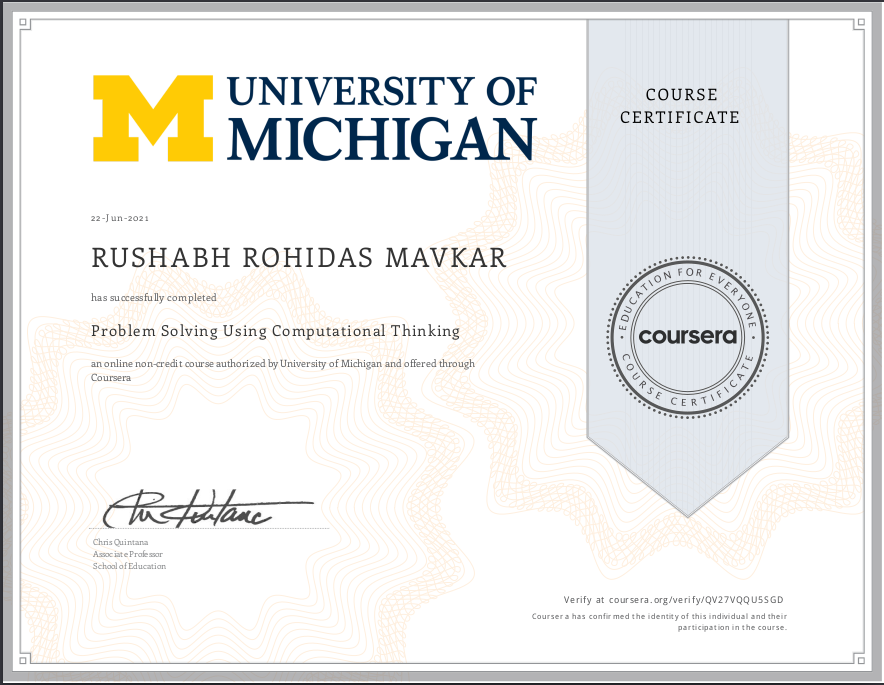 UNIVERSITY OF
MICHIGAN
COURSE
CERTIFICATE
22-Jun-2021
RUSHABH ROHIDAS MAVKAR
has successfully completed
Problem Solving Using Computational Thinking
an online non-credit course authorized by University of Michigan and offered through
Coursera
EDUCATION FOR EVERYONE
coursera
COURSE CERTIFICATE
Chris Quintana
Associate Professor
School of Education
Verify at coursera.org/verify/QV27VQQU5SGD
Coursera has confirmed the identity of this individual and their
participation in the course.